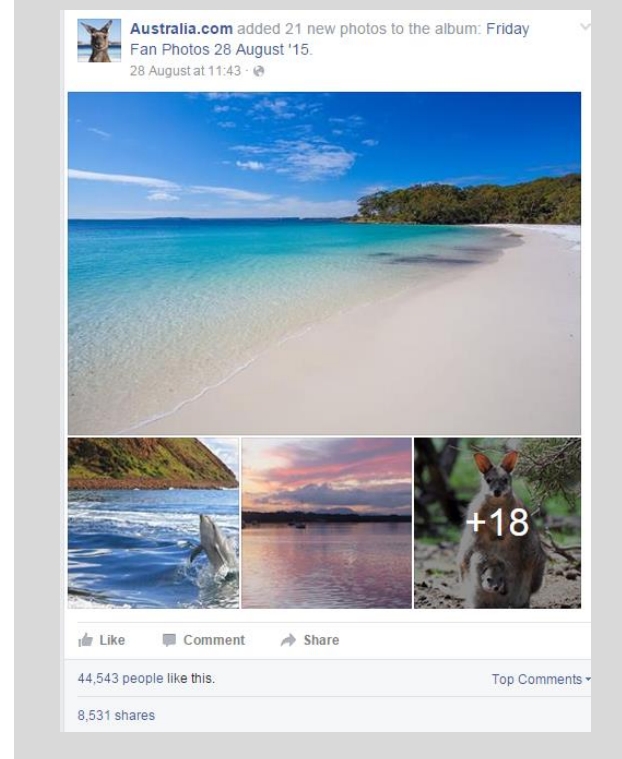 Australia.com added 21 new photos to the album: Friday
Fan Photos 28 August '15.
28 August at 11:43 ·
+18
Like Comment Share
44,543 people like this. Top Comments
8,531 shares